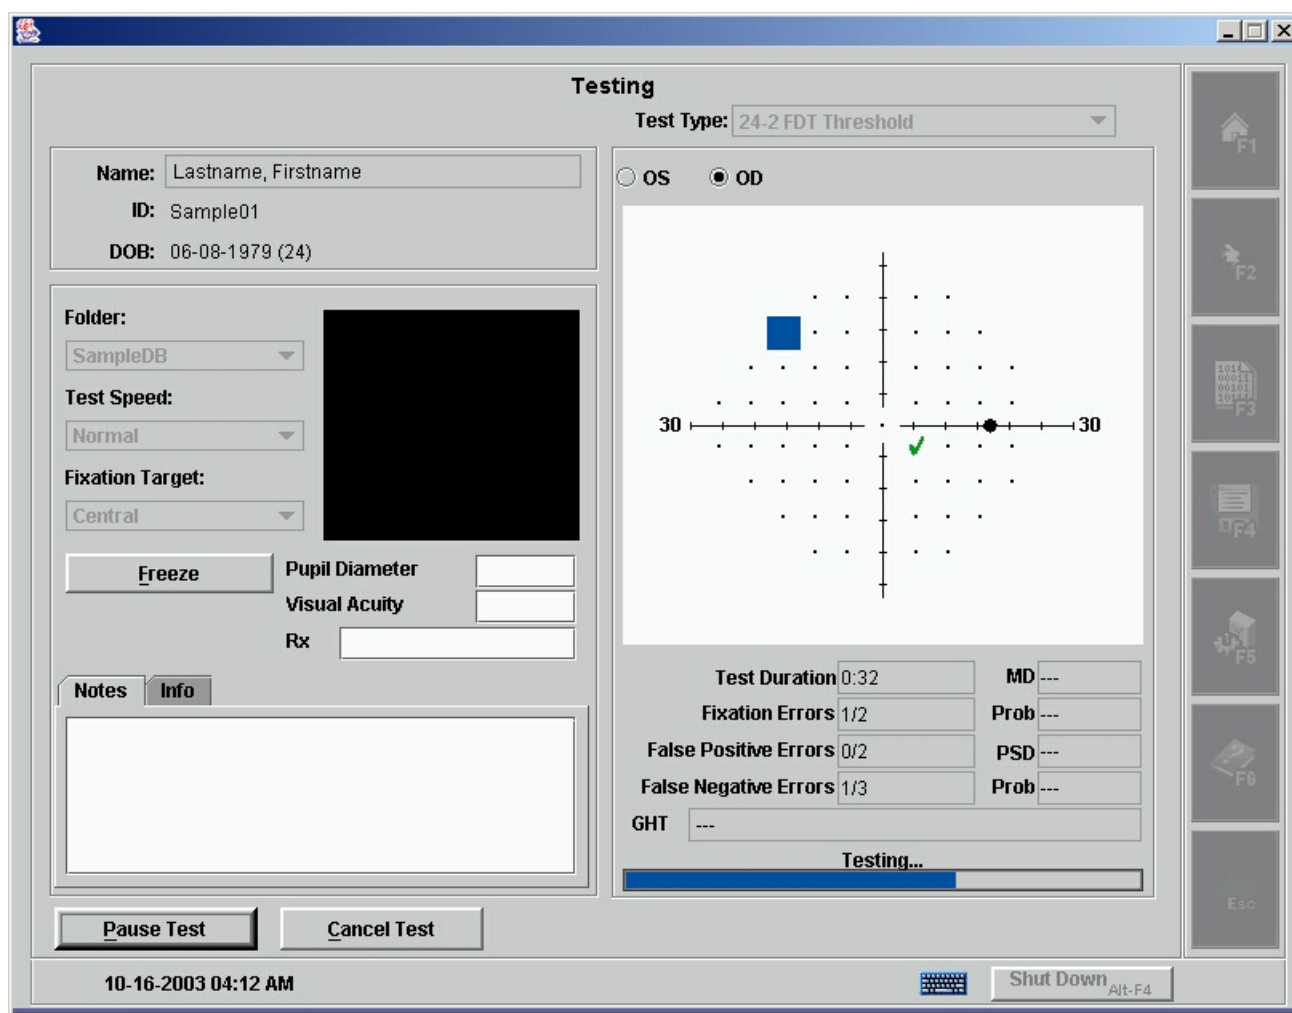 Testing
Test Type: 24-2 FDT Threshold
Name: Lastname, Firstname
ID: Sample01
DOB: 06-08-1979 (24)
Folder:
SampleDB
Test Speed:
Normal
Fixation Target:
Central
Freeze
Pupil Diameter
Visual Acuity
Rx
Notes Info
Pause Test Cancel Test
OS OD
30 30
Test Duration 0:32 MD ---
Fixation Errors 1/2 Prob ---
False Positive Errors 0/2 PSD ---
False Negative Errors 1/3 Prob ---
GHT ---
Testing...
F1
F2
F3
F4
F5
F6
Esc
10-16-2003 04:12 AM
Shut Down Alt-F4